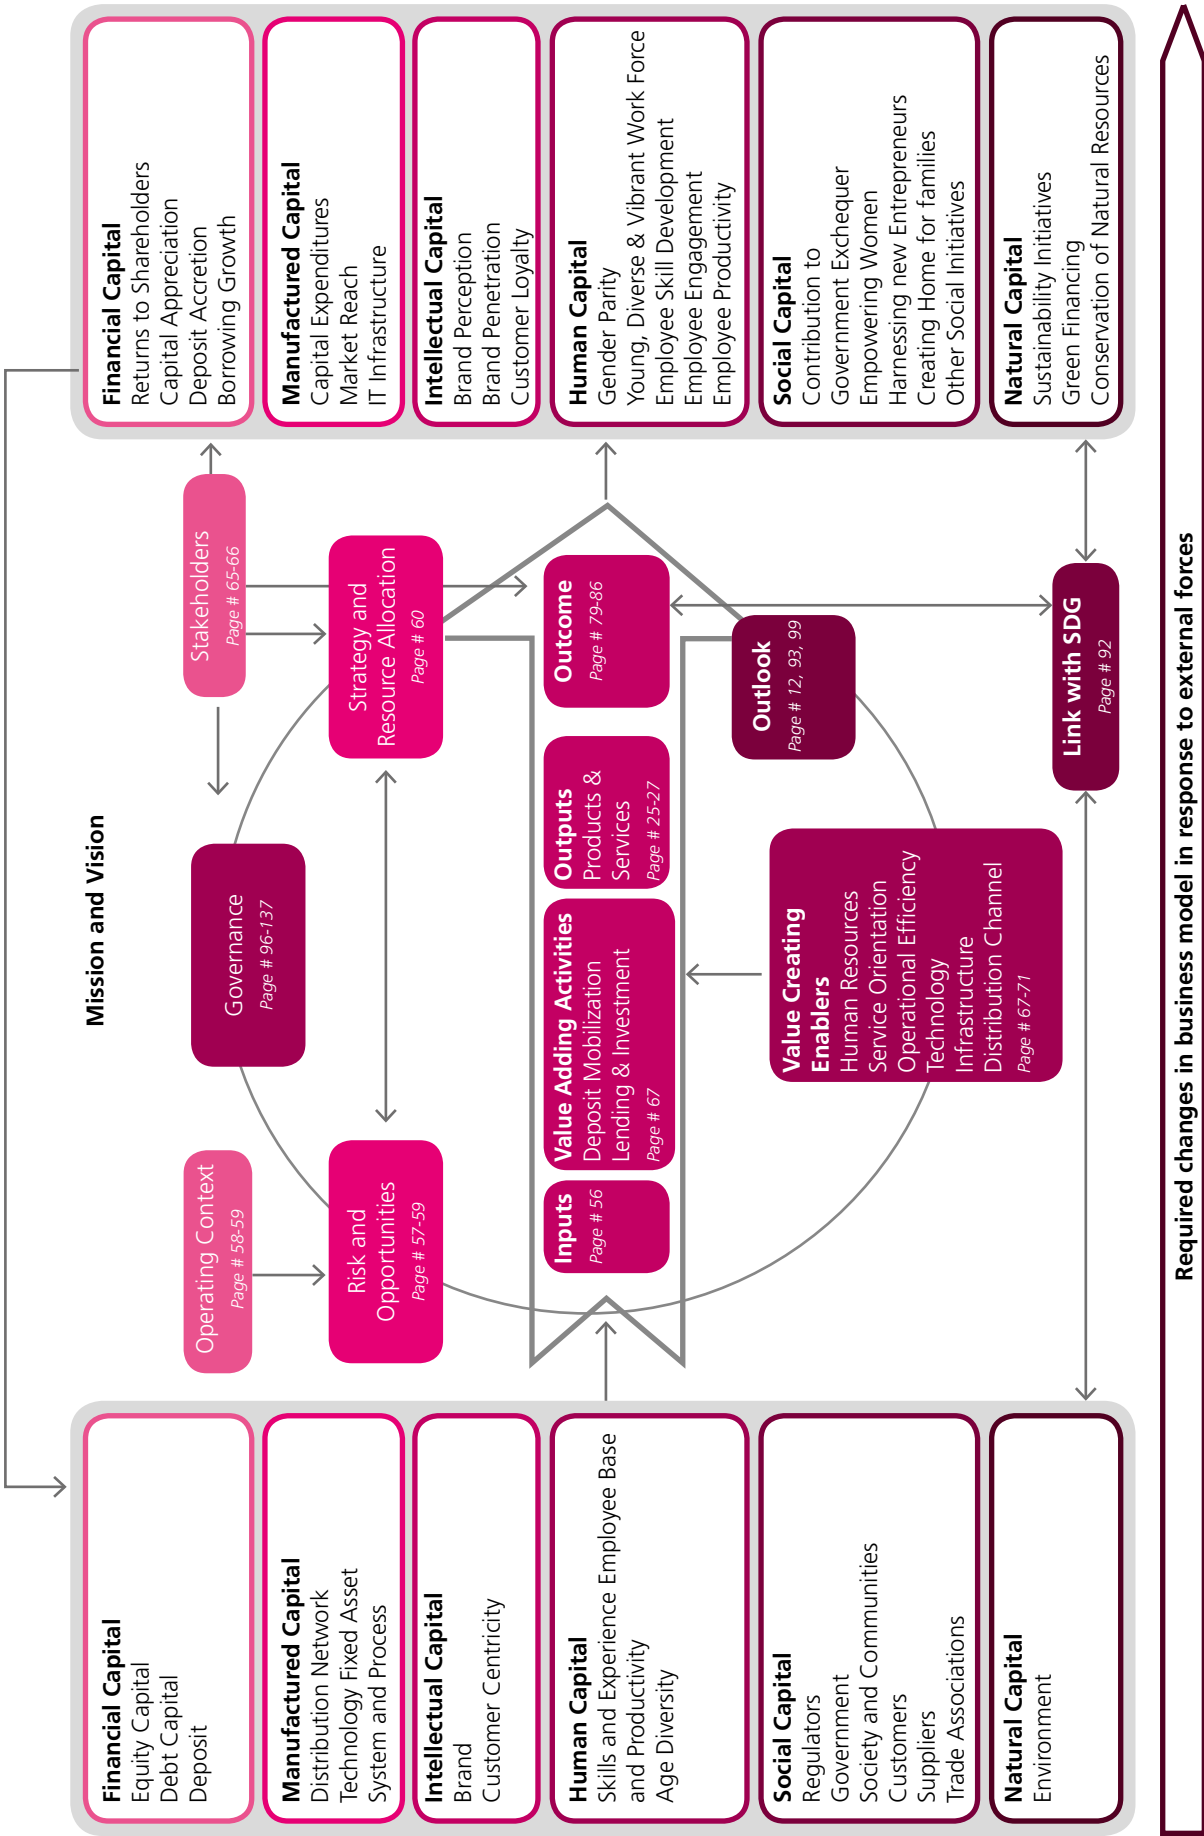 Mission and Vision
Financial Capital
Equity Capital
Debt Capital
Deposit
Manufactured Capital
Distribution Network
Technology Fixed Asset
System and Process
Intellectual Capital
Brand
Customer Centricity
Human Capital
Skills and Experience Employee Base
and Productivity
Age Diversity
Social Capital
Regulators
Government
Society and Communities
Customers
Suppliers
Trade Associations
Natural Capital
Environment
Operating Context
Page # 58-59
Risk and
Opportunities
Page # 57-59
Governance
Page # 96-137
Stakeholders
Page # 65-66
Strategy and
Resource Allocation
Page # 60
Inputs
Page # 56
Value Adding Activities
Deposit Mobilization
Lending & Investment
Page # 67
Outputs
Products &
Services
Page # 25-27
Outcome
Page # 79-86
Value Creating
Enablers
Human Resources
Service Orientation
Operational Efficiency
Technology
Infrastructure
Distribution Channel
Page # 67-71
Outlook
Page # 12, 93, 99
Link with SDG
Page # 92
Financial Capital
Returns to Shareholders
Capital Appreciation
Deposit Accretion
Borrowing Growth
Manufactured Capital
Capital Expenditures
Market Reach
IT Infrastructure
Intellectual Capital
Brand Perception
Brand Penetration
Customer Loyalty
Human Capital
Gender Parity
Young, Diverse & Vibrant Work Force
Employee Skill Development
Employee Engagement
Employee Productivity
Social Capital
Contribution to
Government Exchequer
Empowering Women
Harnessing new Entrepreneurs
Creating Home for families
Other Social Initiatives
Natural Capital
Sustainability Initiatives
Green Financing
Conservation of Natural Resources
Required changes in business model in response to external forces